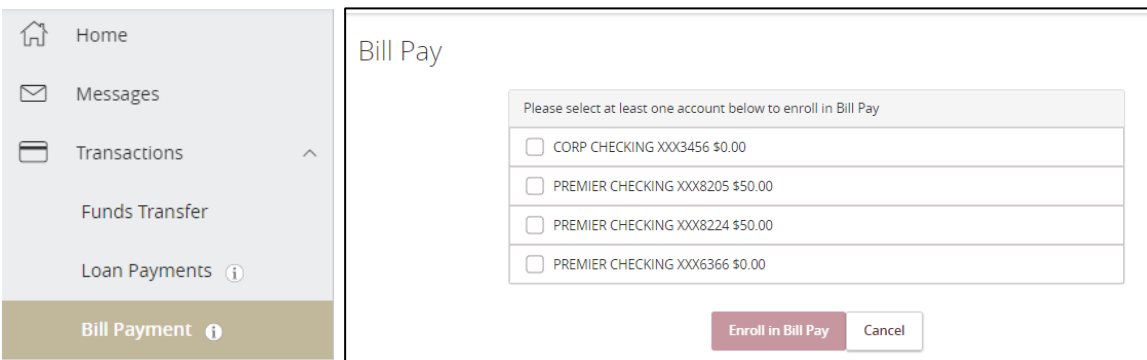 Home
Messages
Transactions
Funds Transfer
Loan Payments
Bill Payment
Bill Pay
Please select at least one account below to enroll in Bill Pay
CORP CHECKING XXX3456 $0.00
PREMIER CHECKING XXX8205 $50.00
PREMIER CHECKING XXX8224 $50.00
PREMIER CHECKING XXX6366 $0.00
Enroll in Bill Pay
Cancel